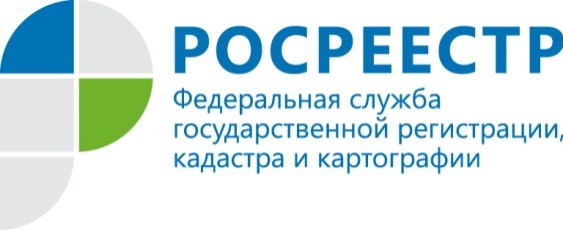 РОСРЕЕСТР
Федеральная служба
государственной регистрации,
кадастра и картографии